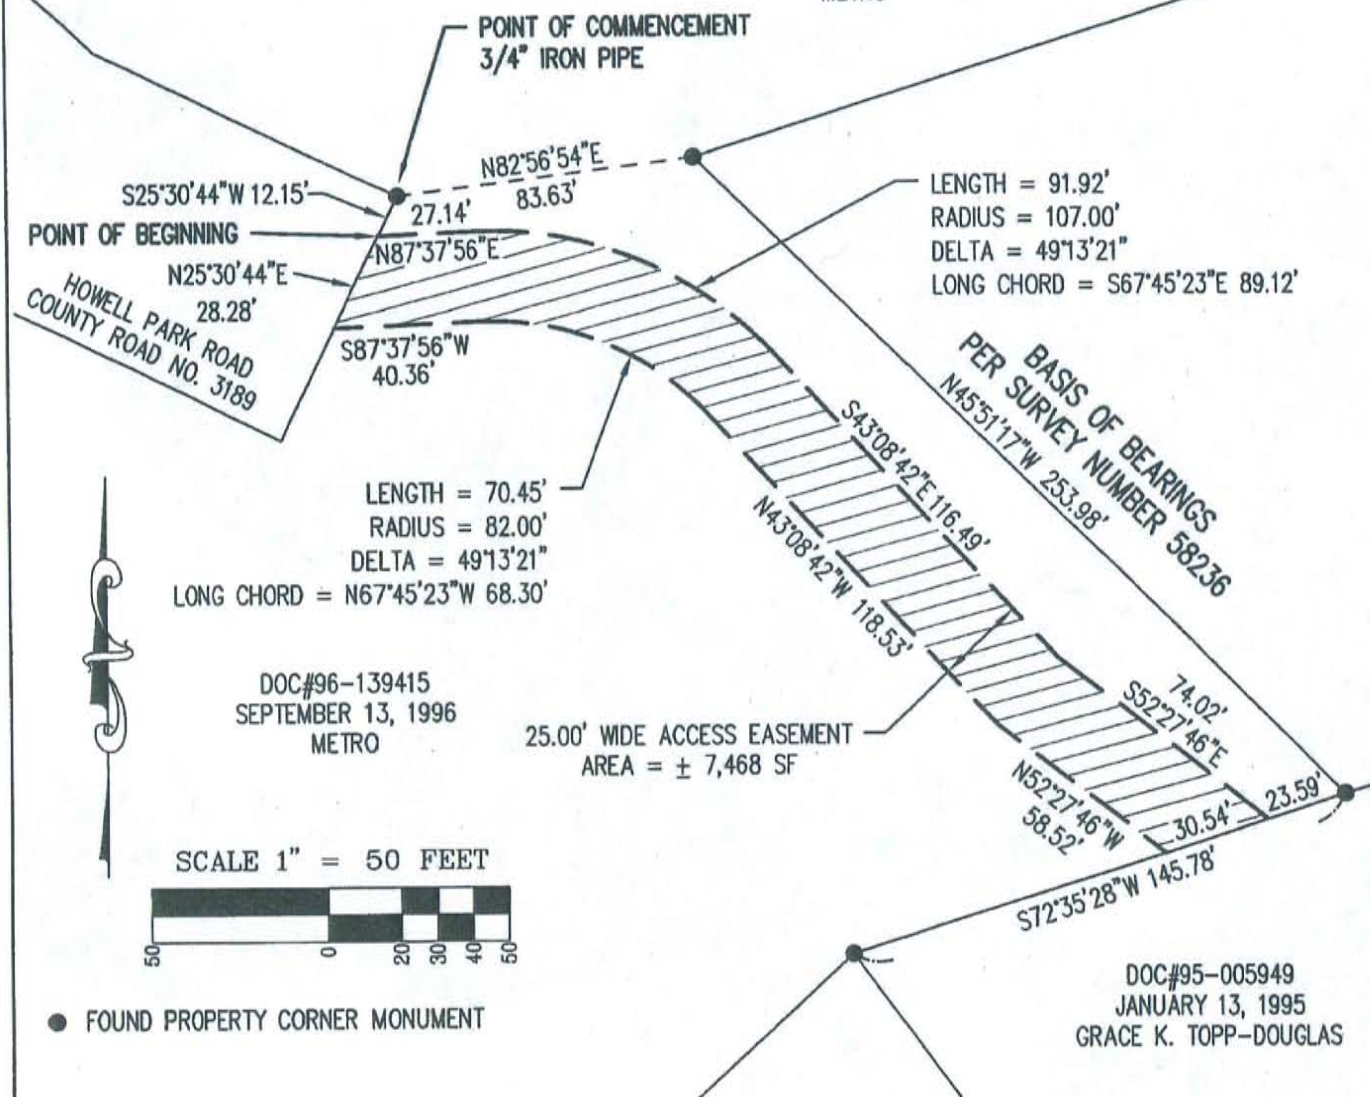 POINT OF COMMENCEMENT
3/4" IRON PIPE
N82°56'54"E
83.63'
S25°30'44"W 12.15'
27.14'
POINT OF BEGINNING
N87°37'56"E
N25°30'44"E
28.28'
HOWELL PARK ROAD
COUNTY ROAD NO. 3189
S87°37'56"W
40.36'
LENGTH = 91.92'
RADIUS = 107.00'
DELTA = 49°13'21"
LONG CHORD = S67°45'23"E 89.12'
BASIS OF BEARINGS
PER SURVEY NUMBER 58236
N45°51'17"W 253.98'
S43°08'42"E 116.49'
N43°08'42"W 118.53'
LENGTH = 70.45'
RADIUS = 82.00'
DELTA = 49°13'21"
LONG CHORD = N67°45'23"W 68.30'
DOC#96-139415
SEPTEMBER 13, 1996
METRO
25.00' WIDE ACCESS EASEMENT
AREA = ± 7,468 SF
74.02'
S52°27'46"E
N52°27'46"W
58.52'
23.59'
30.54'
S72°35'28"W 145.78'
SCALE 1" = 50 FEET
50 0 20 30 40 50
● FOUND PROPERTY CORNER MONUMENT
DOC#95-005949
JANUARY 13, 1995
GRACE K. TOPP-DOUGLAS